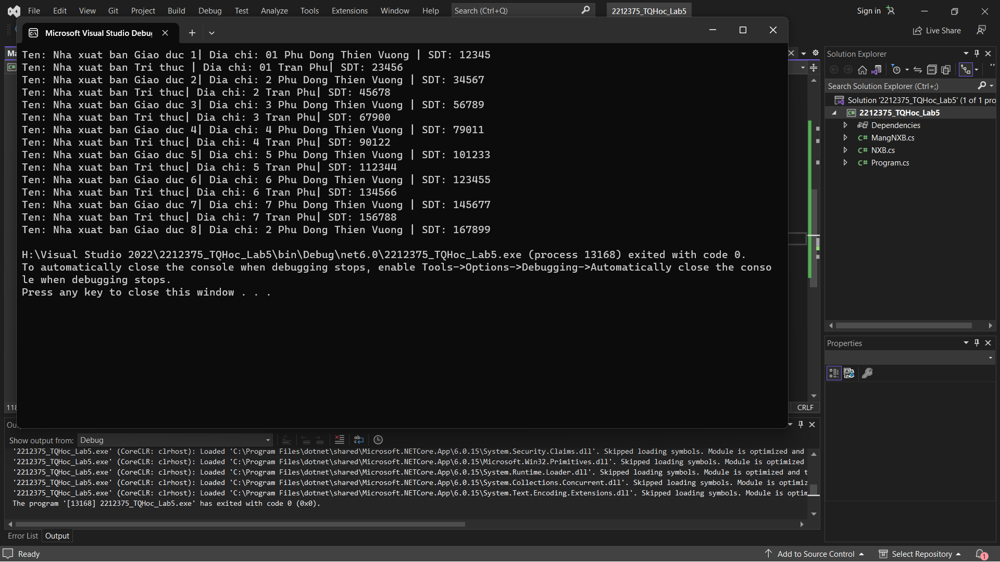 File Edit View Git Project Build Debug Test Analyze Tools Extensions Window Help Search (Ctrl+Q) 2212375_TQHoc_Lab5 Sign in
Live Share
Microsoft Visual Studio Debu
Ten: Nha xuat ban Giao duc 1| Dia chi: 01 Phu Dong Thien Vuong | SDT: 12345
Ten: Nha xuat ban Tri thuc | Dia chi: 01 Tran Phu| SDT: 23456
Ten: Nha xuat ban Giao duc 2| Dia chi: 2 Phu Dong Thien Vuong | SDT: 34567
Ten: Nha xuat ban Tri thuc| Dia chi: 2 Tran Phu| SDT: 45678
Ten: Nha xuat ban Giao duc 3| Dia chi: 3 Phu Dong Thien Vuong | SDT: 56789
Ten: Nha xuat ban Tri thuc| Dia chi: 3 Tran Phu| SDT: 67900
Ten: Nha xuat ban Giao duc 4| Dia chi: 4 Phu Dong Thien Vuong | SDT: 79011
Ten: Nha xuat ban Tri thuc| Dia chi: 4 Tran Phu| SDT: 90122
Ten: Nha xuat ban Giao duc 5| Dia chi: 5 Phu Dong Thien Vuong | SDT: 101233
Ten: Nha xuat ban Tri thuc| Dia chi: 5 Tran Phu| SDT: 112344
Ten: Nha xuat ban Giao duc 6| Dia chi: 6 Phu Dong Thien Vuong | SDT: 123455
Ten: Nha xuat ban Tri thuc| Dia chi: 6 Tran Phu| SDT: 134566
Ten: Nha xuat ban Giao duc 7| Dia chi: 7 Phu Dong Thien Vuong | SDT: 145677
Ten: Nha xuat ban Tri thuc| Dia chi: 7 Tran Phu| SDT: 156788
Ten: Nha xuat ban Giao duc 8| Dia chi: 2 Phu Dong Thien Vuong | SDT: 167899
H:\Visual Studio 2022\2212375_TQHoc_Lab5\bin\Debug\net6.0\2212375_TQHoc_Lab5.exe (process 13168) exited with code 0.
To automatically close the console when debugging stops, enable Tools->Options->Debugging->Automatically close the conso
le when debugging stops.
Press any key to close this window . . .
Ma
118
CRLF
Solution Explorer
Search Solution Explorer (Ctrl+;)
Solution '2212375_TQHoc_Lab5' (1 of 1 pro
2212375_TQHoc_Lab5
Dependencies
C# MangNXB.cs
C# NXB.cs
C# Program.cs
Properties
Ou
Show output from: Debug
'2212375_TQHoc_Lab5.exe' (CoreCLR: clrhost): Loaded 'C:\Program Files\dotnet\shared\Microsoft.NETCore.App\6.0.15\System.Security.Claims.dll'. Skipped loading symbols. Module is optimized and
'2212375_TQHoc_Lab5.exe' (CoreCLR: clrhost): Loaded 'C:\Program Files\dotnet\shared\Microsoft.NETCore.App\6.0.15\Microsoft.Win32.Primitives.dll'. Skipped loading symbols. Module is optimized
'2212375_TQHoc_Lab5.exe' (CoreCLR: clrhost): Loaded 'C:\Program Files\dotnet\shared\Microsoft.NETCore.App\6.0.15\System.Runtime.Loader.dll'. Skipped loading symbols. Module is optimized and t
'2212375_TQHoc_Lab5.exe' (CoreCLR: clrhost): Loaded 'C:\Program Files\dotnet\shared\Microsoft.NETCore.App\6.0.15\System.Collections.Concurrent.dll'. Skipped loading symbols. Module is optimiz
'2212375_TQHoc_Lab5.exe' (CoreCLR: clrhost): Loaded 'C:\Program Files\dotnet\shared\Microsoft.NETCore.App\6.0.15\System.Text.Encoding.Extensions.dll'. Skipped loading symbols. Module is optim
The program '[13168] 2212375_TQHoc_Lab5.exe' has exited with code 0 (0x0).
Error List Output
Ready Add to Source Control Select Repository 1